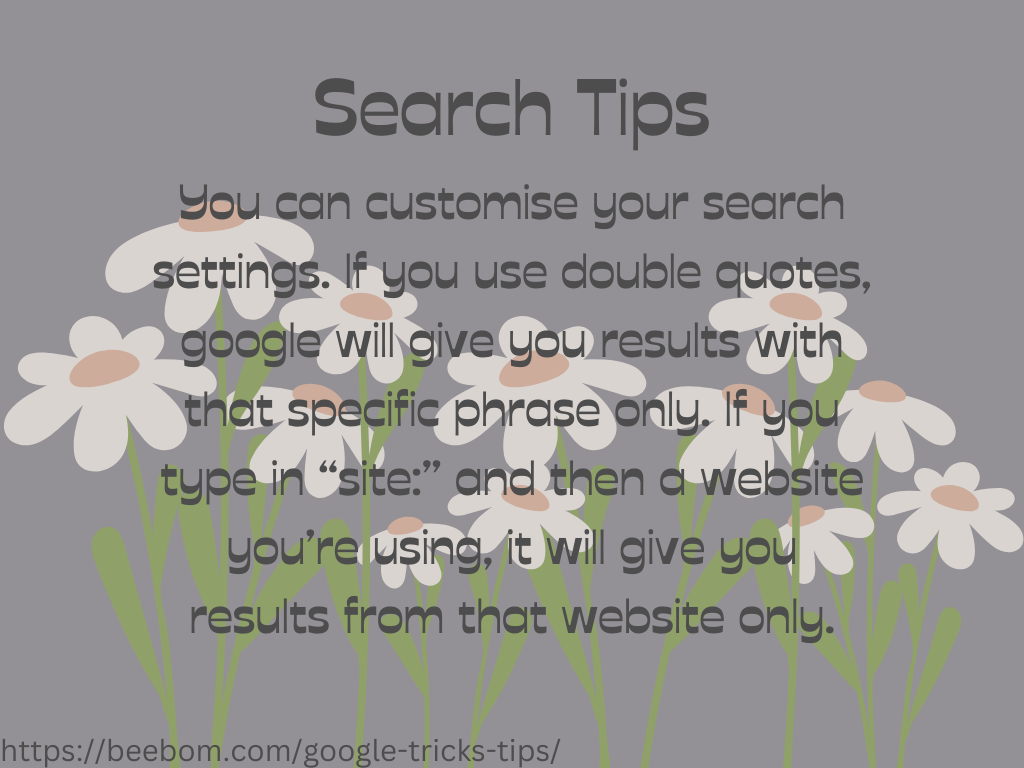 Search Tips
You can customise your search
settings. If you use double quotes,
google will give you results with
that specific phrase only. If you
type in “site:” and then a website
you’re using, it will give you
results from that website only.
https://beebom.com/google-tricks-tips/